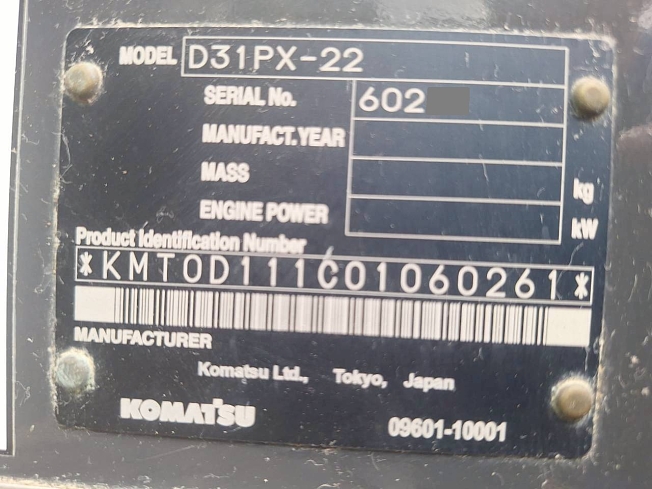 MODEL D31PX-22
SERIAL No. 602
MANUFACT. YEAR
MASS kg
ENGINE POWER kW
Product Identification Number
*KMT0D111C01060261*
MANUFACTURER
Komatsu Ltd., Tokyo, Japan
KOMATSU 09601-10001